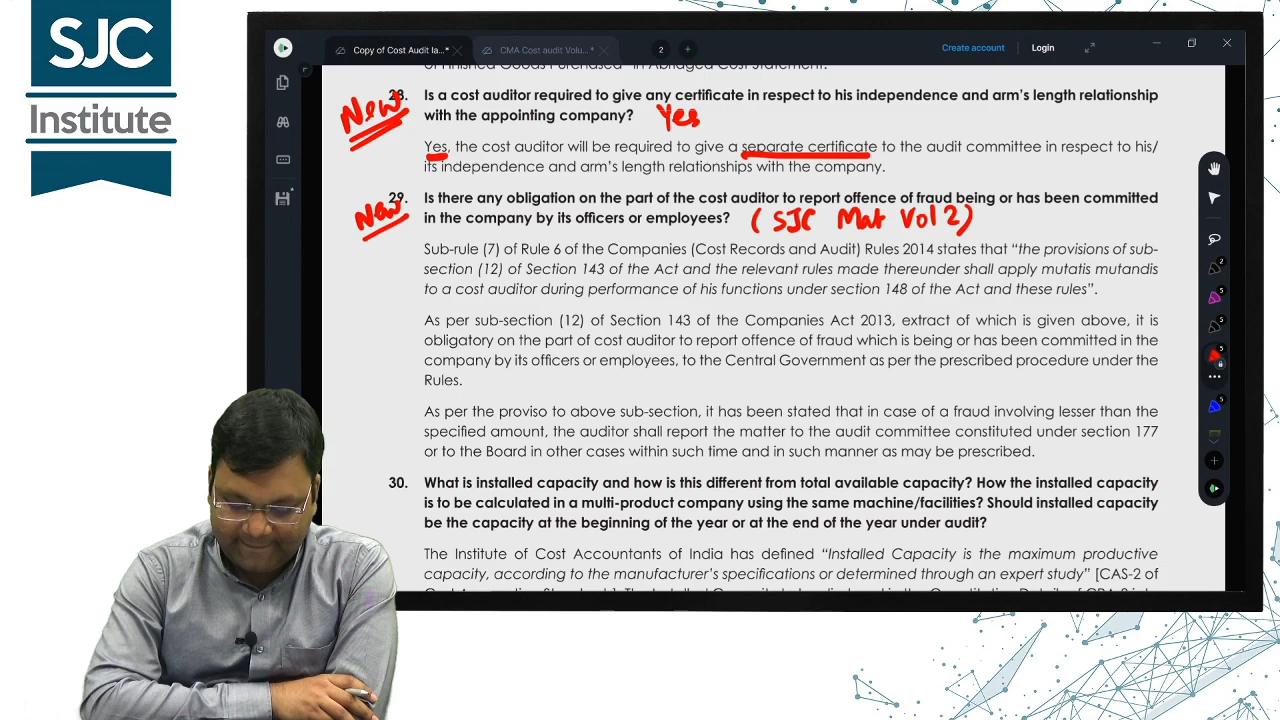 SJC
Institute
Copy of Cost Audit la...*
CMA Cost audit Volu...*
2
Create account
Login
of Finished Goods Purchased" in Abridged Cost Statement.
New
28. Is a cost auditor required to give any certificate in respect to his independence and arm's length relationship
with the appointing company? Yes
Yes, the cost auditor will be required to give a separate certificate to the audit committee in respect to his/
its independence and arm's length relationships with the company.
New
29. Is there any obligation on the part of the cost auditor to report offence of fraud being or has been committed
in the company by its officers or employees? (SJC Mat Vol 2)
Sub-rule (7) of Rule 6 of the Companies (Cost Records and Audit) Rules 2014 states that "the provisions of sub-
section (12) of Section 143 of the Act and the relevant rules made thereunder shall apply mutatis mutandis
to a cost auditor during performance of his functions under section 148 of the Act and these rules".
As per sub-section (12) of Section 143 of the Companies Act 2013, extract of which is given above, it is
obligatory on the part of cost auditor to report offence of fraud which is being or has been committed in the
company by its officers or employees, to the Central Government as per the prescribed procedure under the
Rules.
As per the proviso to above sub-section, it has been stated that in case of a fraud involving lesser than the
specified amount, the auditor shall report the matter to the audit committee constituted under section 177
or to the Board in other cases within such time and in such manner as may be prescribed.
30. What is installed capacity and how is this different from total available capacity? How the installed capacity
is to be calculated in a multi-product company using the same machine/facilities? Should installed capacity
be the capacity at the beginning of the year or at the end of the year under audit?
The Institute of Cost Accountants of India has defined "Installed Capacity is the maximum productive
capacity, according to the manufacturer's specifications or determined through an expert study" [CAS-2 of
2
5
5
5
5